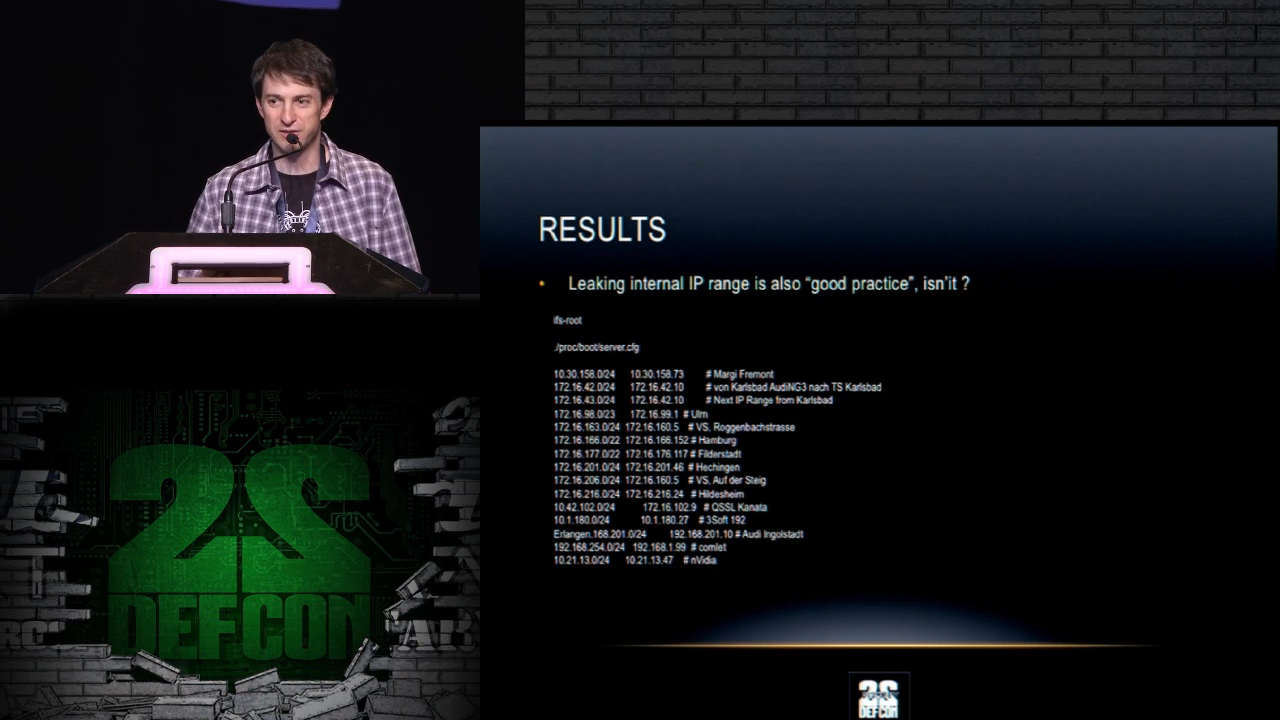 RESULTS
• Leaking internal IP range is also “good practice”, isn'it ?
ifs-root
./proc/boot/server.cfg
10.30.158.0/24 10.30.158.73 # Margi Fremont
172.16.42.0/24 172.16.42.10 # von Karlsbad AudiNG3 nach TS Karlsbad
172.16.43.0/24 172.16.42.10 # Next IP Range from Karlsbad
172.16.98.0/23 172.16.99.1 # Ulm
172.16.163.0/24 172.16.160.5 # VS, Roggenbachstrasse
172.16.166.0/22 172.16.166.152 # Hamburg
172.16.177.0/22 172.16.176.117 # Filderstadt
172.16.201.0/24 172.16.201.46 # Hechingen
172.16.206.0/24 172.16.160.5 # VS, Auf der Steig
172.16.216.0/24 172.16.216.24 # Hildesheim
10.42.102.0/24 172.16.102.9 # QSSL Kanata
10.1.180.0/24 10.1.180.27 # 3Soft 192
Erlangen.168.201.0/24 192.168.201.10 # Audi Ingolstadt
192.168.254.0/24 192.168.1.99 # comlet
10.21.13.0/24 10.21.13.47 # nVidia
DEFCON
DEFCON